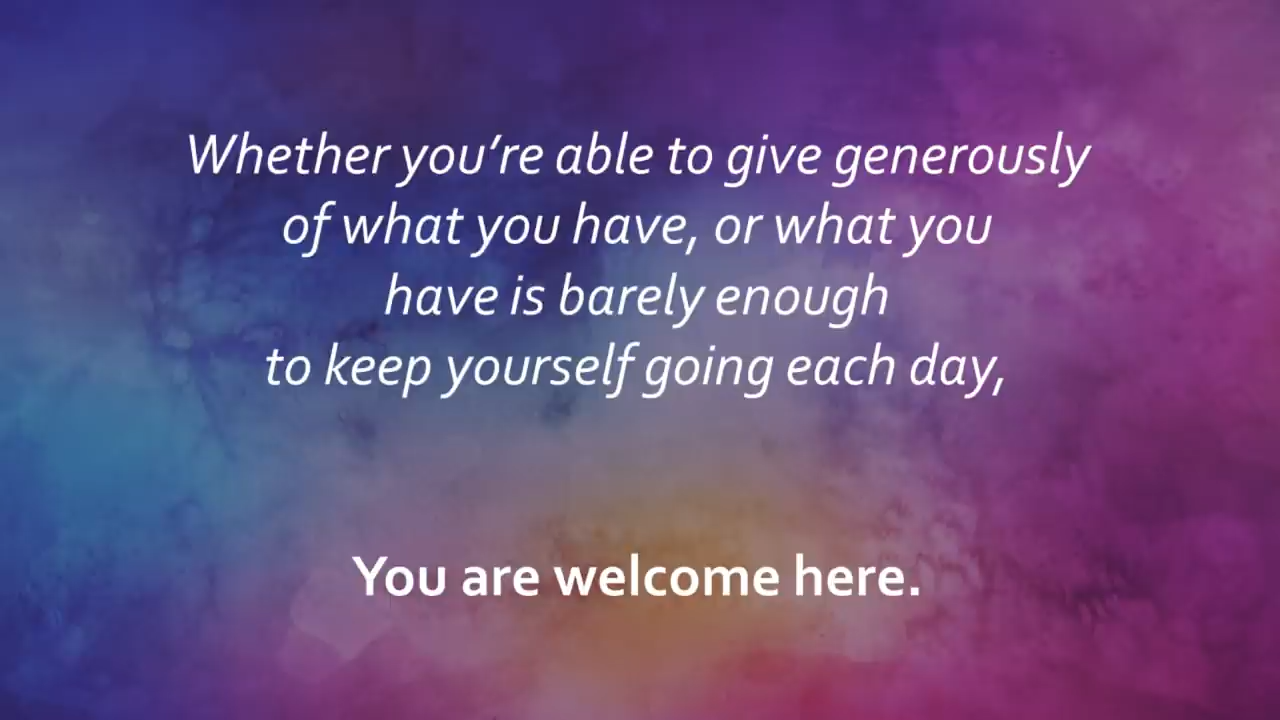 Whether you’re able to give generously
of what you have, or what you
have is barely enough
to keep yourself going each day,
You are welcome here.